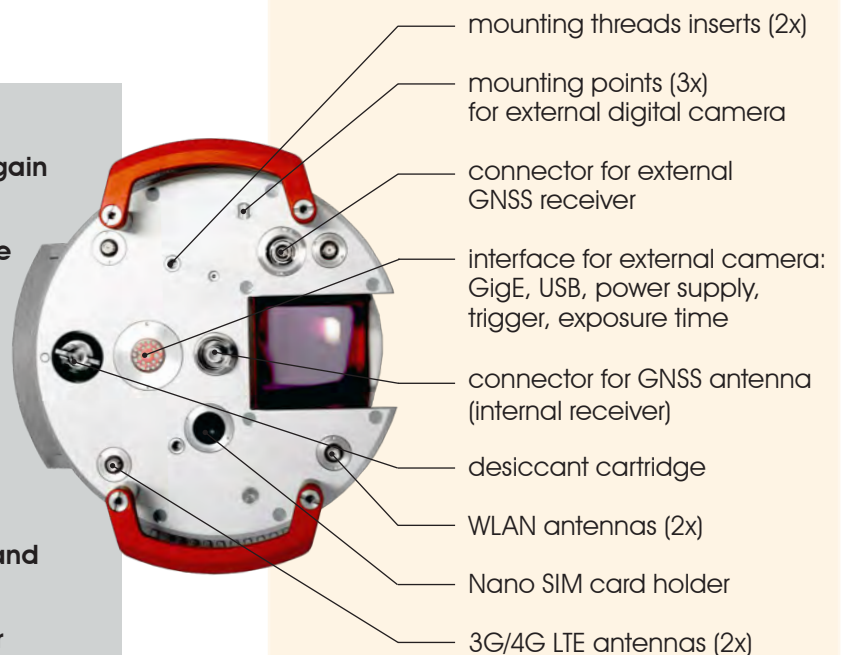 gain
e
and
r
mounting threads inserts (2x)
mounting points (3x)
for external digital camera
connector for external
GNSS receiver
interface for external camera:
GigE, USB, power supply,
trigger, exposure time
connector for GNSS antenna
(internal receiver)
desiccant cartridge
WLAN antennas (2x)
Nano SIM card holder
3G/4G LTE antennas (2x)